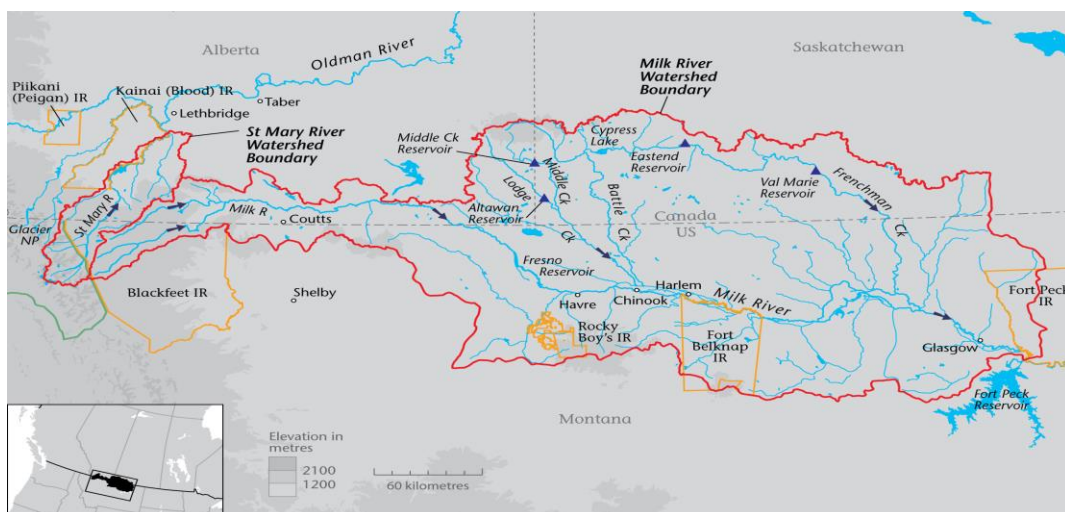 Alberta
Saskatchewan
Oldman River
Piikani
(Peigan) IR
Kainai (Blood) IR
Lethbridge
Taber
St Mary River
Watershed
Boundary
Milk River
Watershed
Boundary
Middle Ck
Reservoir
Cypress
Lake
Eastend
Reservoir
Val Marie
Reservoir
Middle Ck
Lodge
Ck
Altawan
Reservoir
Battle
Ck
Frenchman
Ck
Glacier
NP
St Mary R
Milk R
Coutts
Canada
US
Blackfeet IR
Shelby
Fresno
Reservoir
Havre
Chinook
Harlem
Milk River
Rocky
Boy's IR
Fort
Belknap
IR
Fort Peck
IR
Glasgow
Fort Peck
Reservoir
Montana
Elevation in
metres
2100
1200
60 kilometres